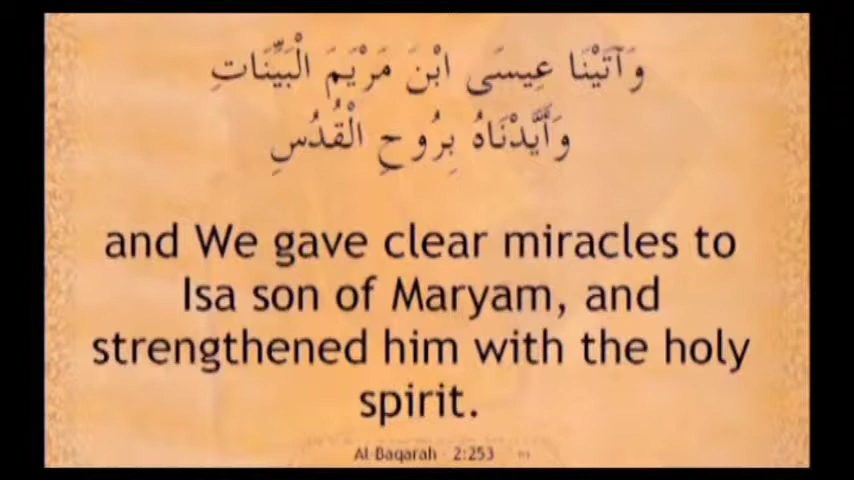 وَآتَيْنَا عِيسَى ابْنَ مَرْيَمَ الْبَيِّنَاتِ
وَأَيَّدْنَاهُ بِرُوحِ الْقُدُسِ
and We gave clear miracles to
Isa son of Maryam, and
strengthened him with the holy
spirit.
Al-Baqarah - 2:253